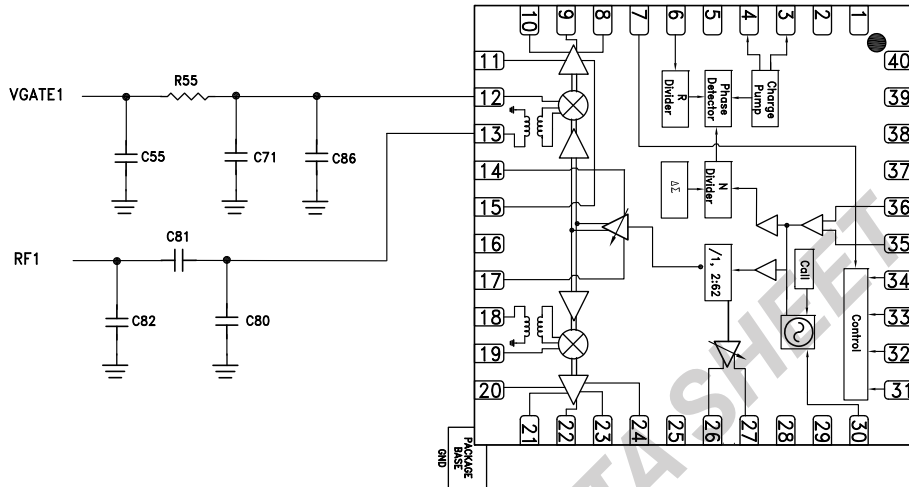 10
9
8
7
6
5
4
3
2
1
11
12
13
14
15
16
17
18
19
20
40
39
38
37
36
35
34
33
32
31
21
22
23
24
25
26
27
28
29
30
VGATE1
R55
C55
C71
C86
RF1
C81
C82
C80
R
Divider
Phase
Detector
Charge
Pump
ΔΣ
N
Divider
/1, 2:62
Control
PACKAGE
BASE
GND
TA SHEET